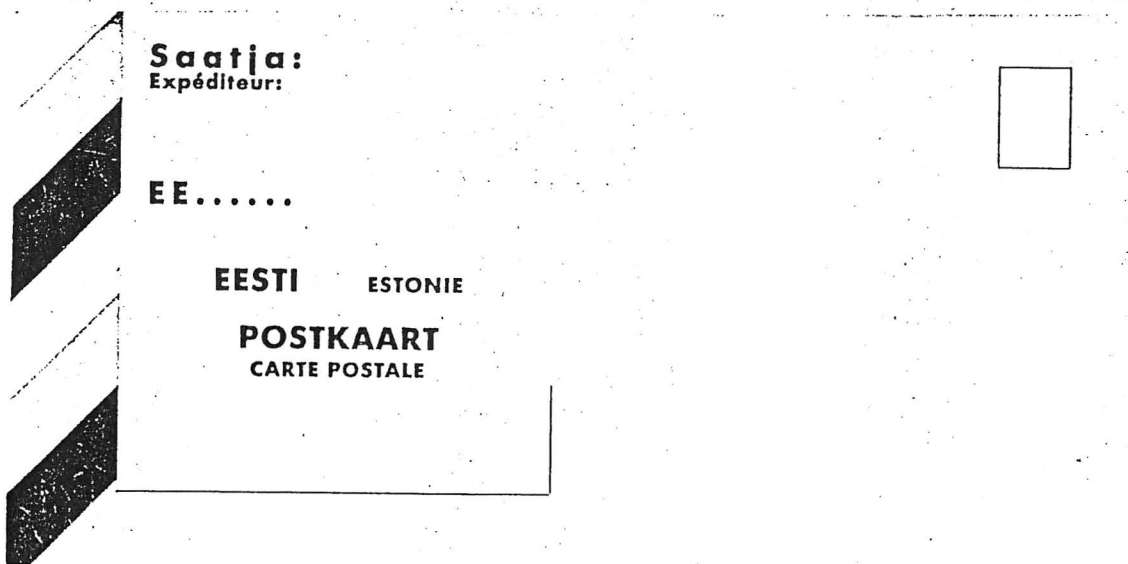 Saatja:
Expéditeur:
EE......
EESTI ESTONIE
POSTKAART
CARTE POSTALE